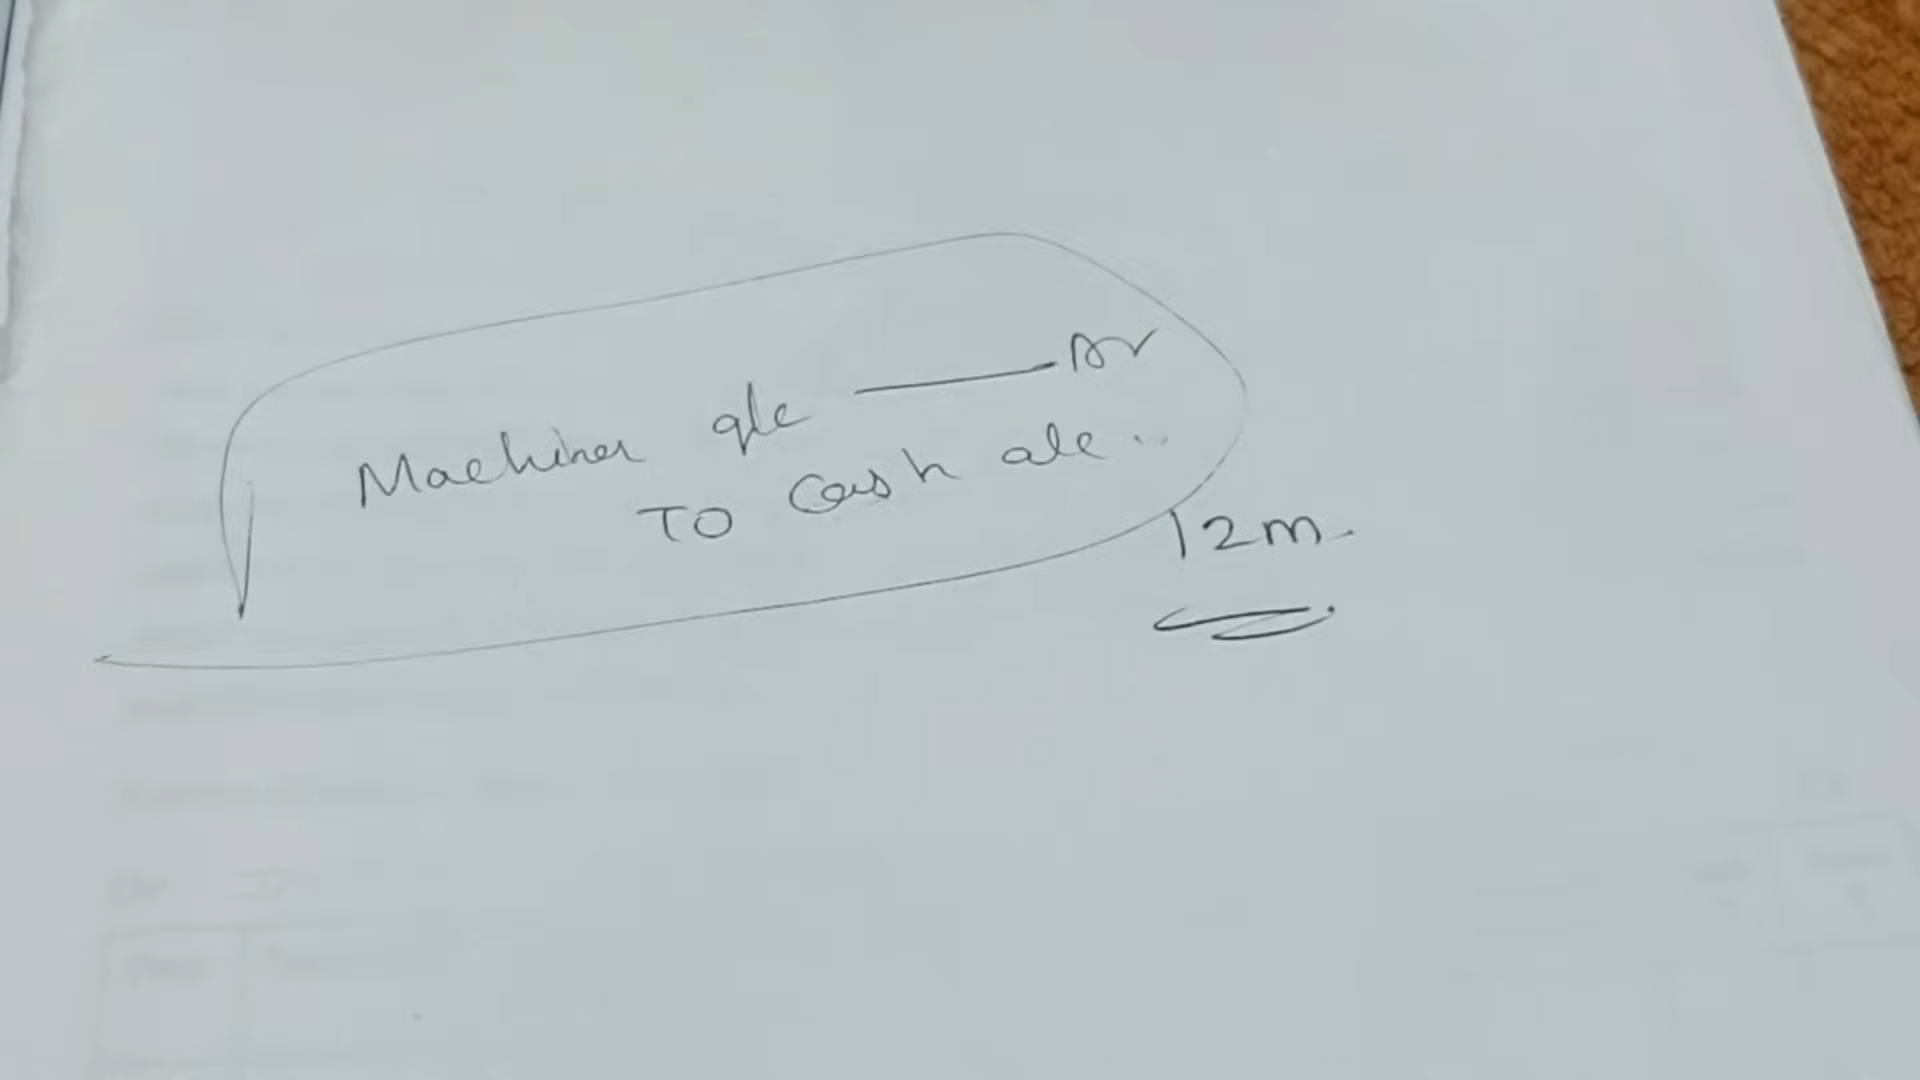 Machiner a/c —— Dr
TO Cash a/c..
12m.